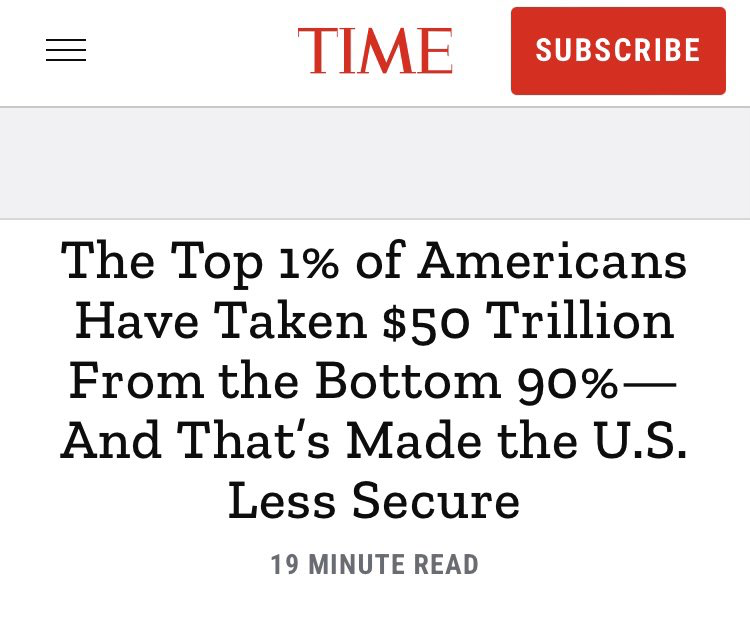 TIME
SUBSCRIBE
The Top 1% of Americans
Have Taken $50 Trillion
From the Bottom 90%—
And That’s Made the U.S.
Less Secure
19 MINUTE READ